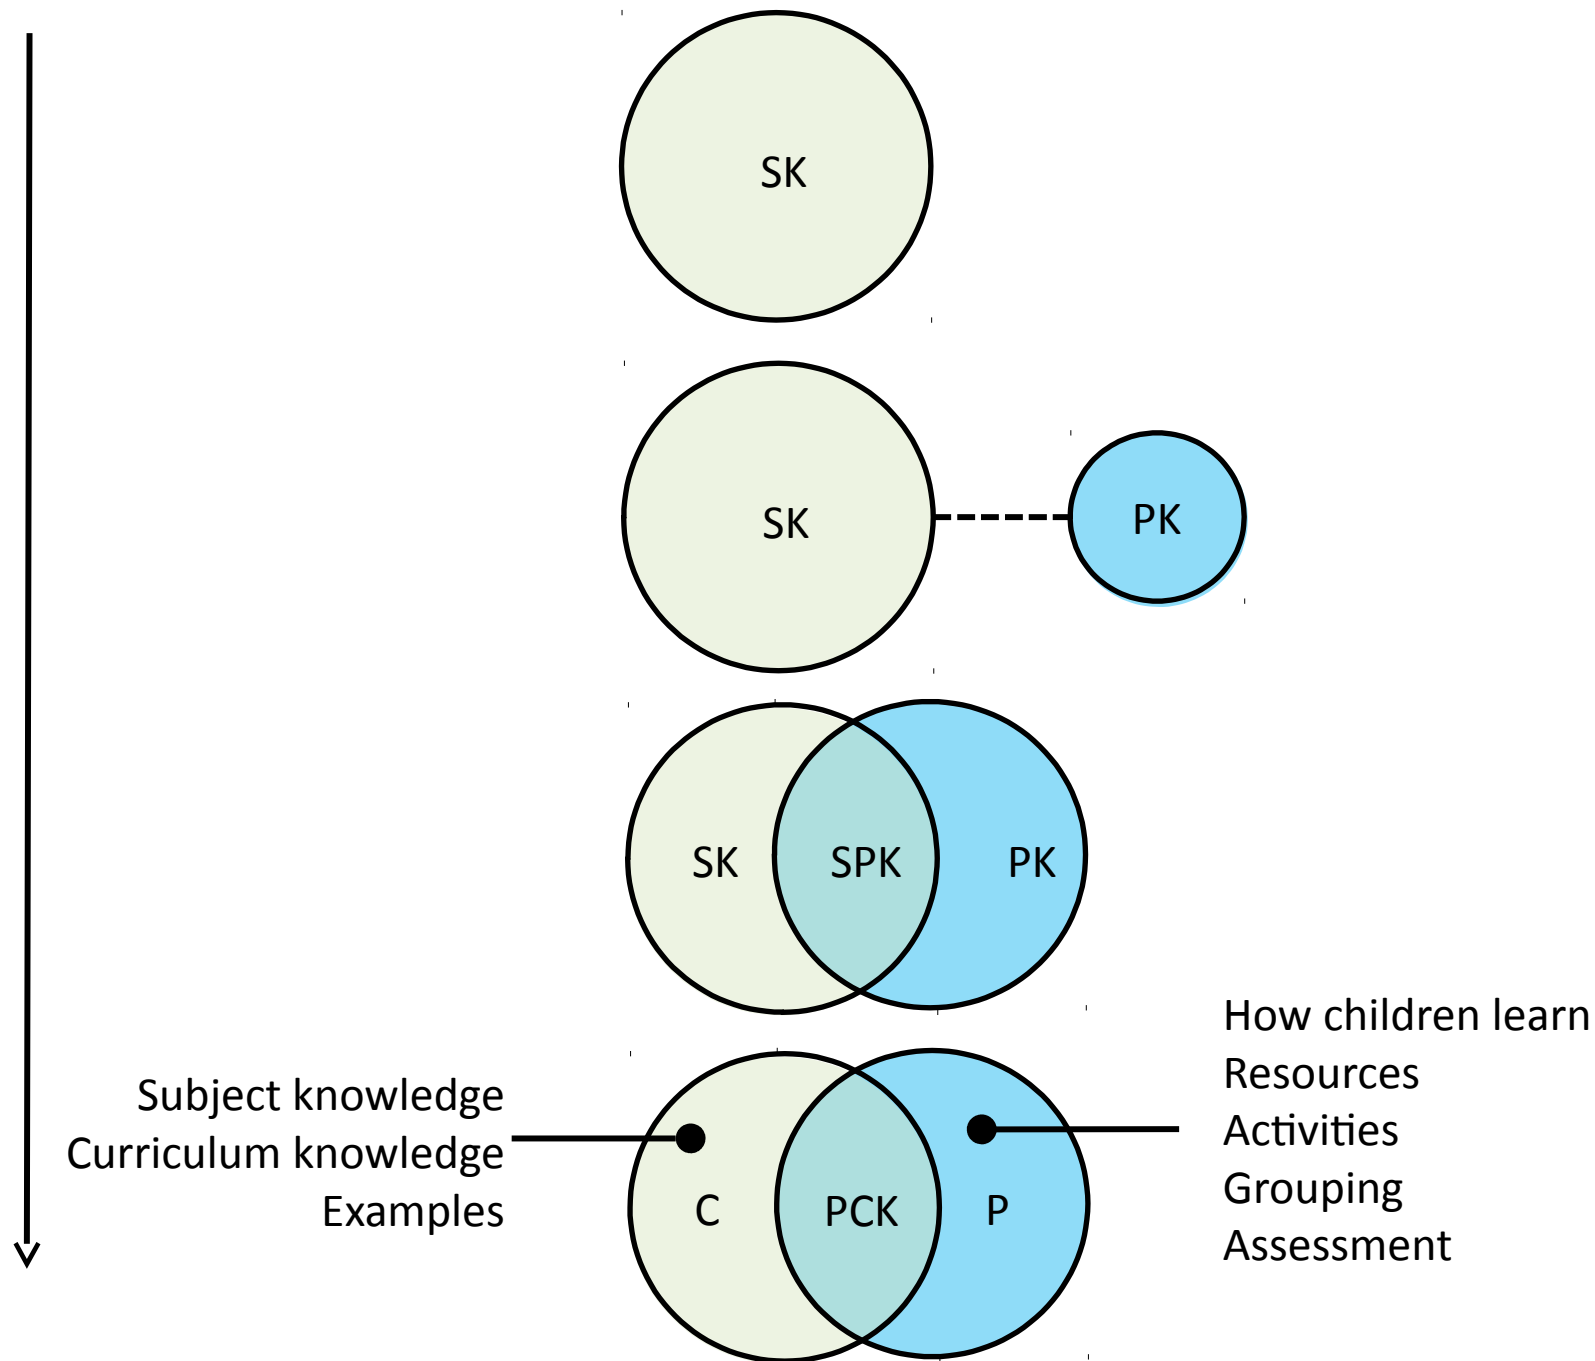 SK
SK
PK
SK
SPK
PK
Subject knowledge
Curriculum knowledge
Examples
C
PCK
P
How children learn
Resources
Activities
Grouping
Assessment